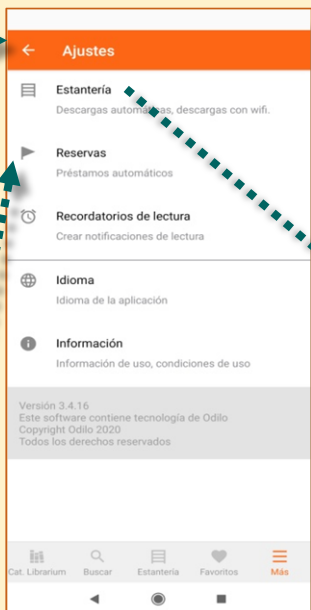 Ajustes
Estantería
Descargas automáticas, descargas con wifi.
Reservas
Préstamos automáticos
Recordatorios de lectura
Crear notificaciones de lectura
Idioma
Idioma de la aplicación
Información
Información de uso, condiciones de uso
Versión 3.4.16
Este software contiene tecnología de Odilo
Copyright Odilo 2020
Todos los derechos reservados
Cat. Librarium Buscar Estantería Favoritos Más